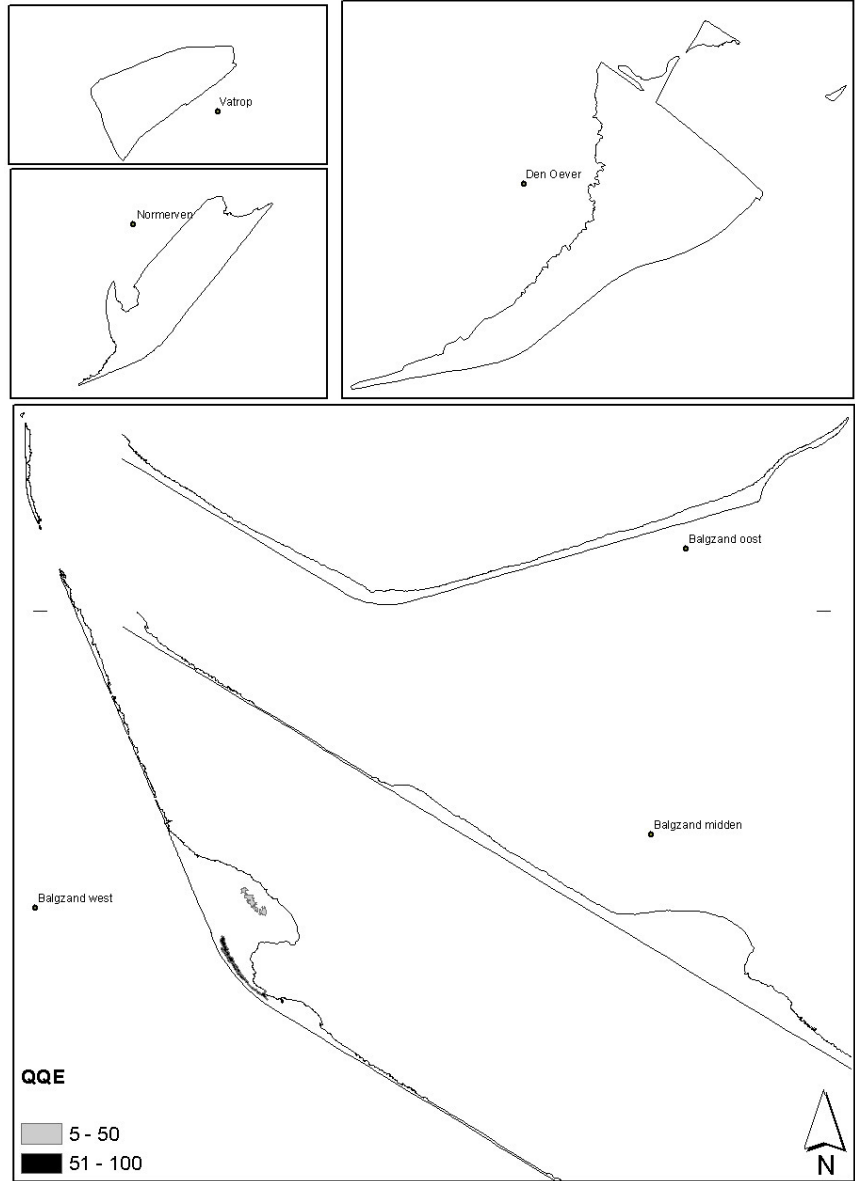 Vatrop
Normerven
Den Oever
Balgzand oost
Balgzand midden
Balgzand west
QQE
5 - 50
51 - 100
N